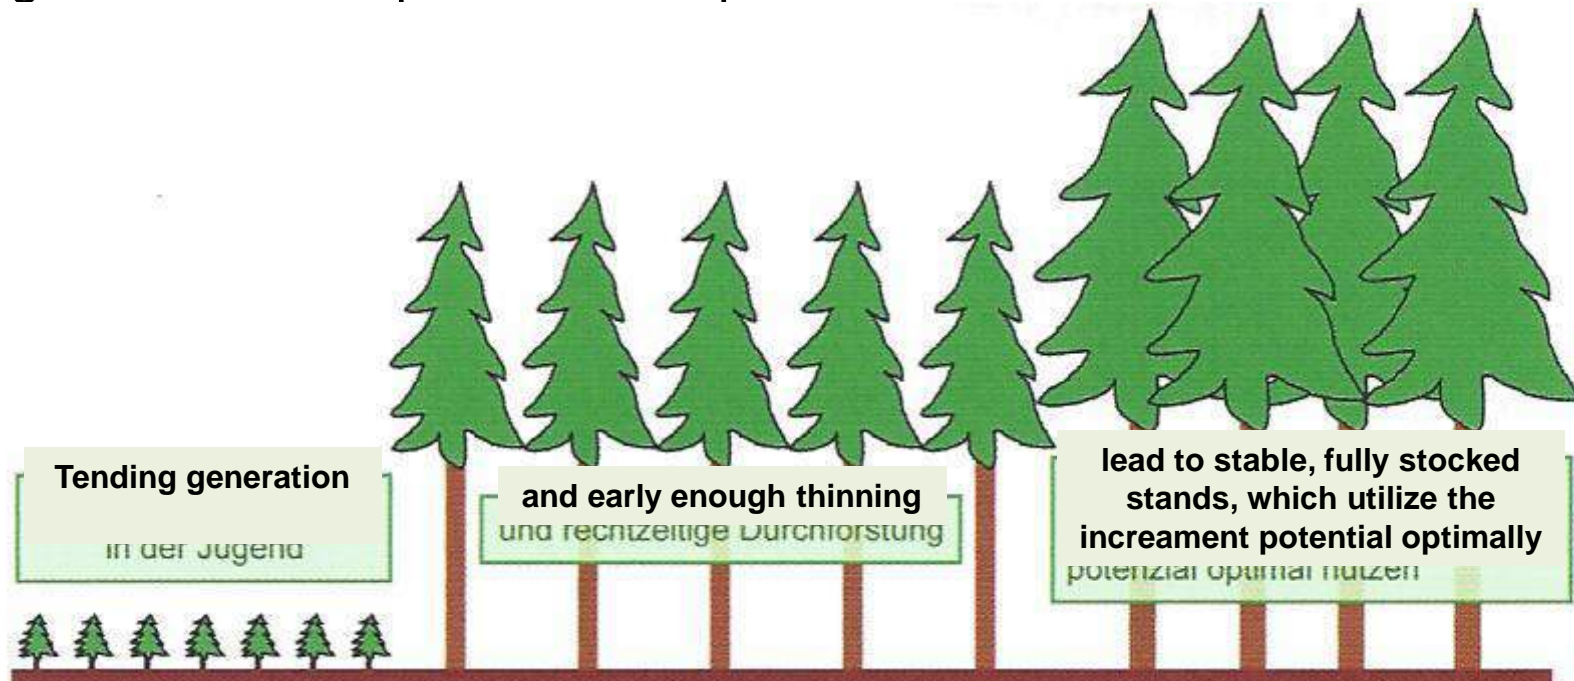 Tending generation
in der Jugend
and early enough thinning
und rechtzeitige Durchforstung
lead to stable, fully stocked
stands, which utilize the
increament potential optimally
potenzial optimal nutzen